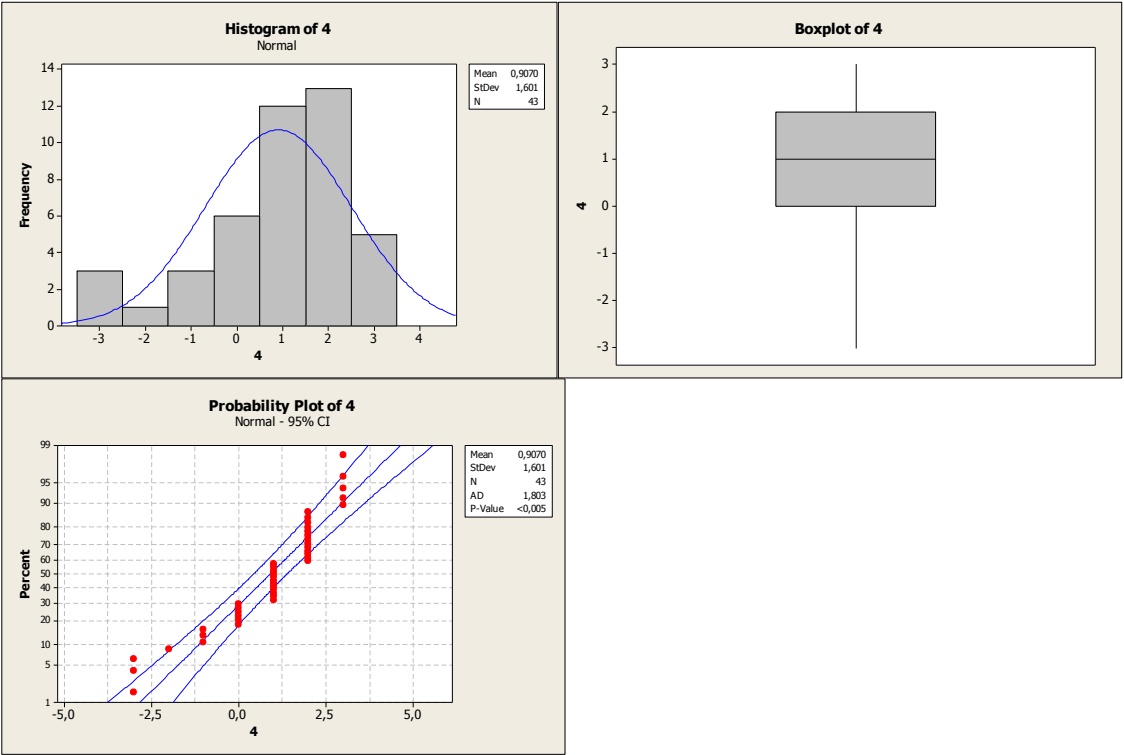 Histogram of 4
Normal
14
12
10
8
6
4
2
0
Frequency
-3 -2 -1 0 1 2 3 4
4
Mean 0,9070
StDev 1,601
N 43
Boxplot of 4
3
2
1
0
-1
-2
-3
4
Probability Plot of 4
Normal - 95% CI
99
95
90
80
70
60
50
40
30
20
10
5
1
Percent
-5,0 -2,5 0,0 2,5 5,0
4
Mean 0,9070
StDev 1,601
N 43
AD 1,803
P-Value <0,005